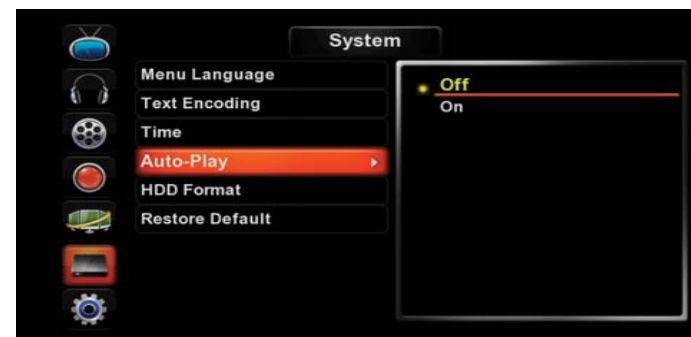 System
Menu Language
Text Encoding
Time
Auto-Play
HDD Format
Restore Default
Off
On